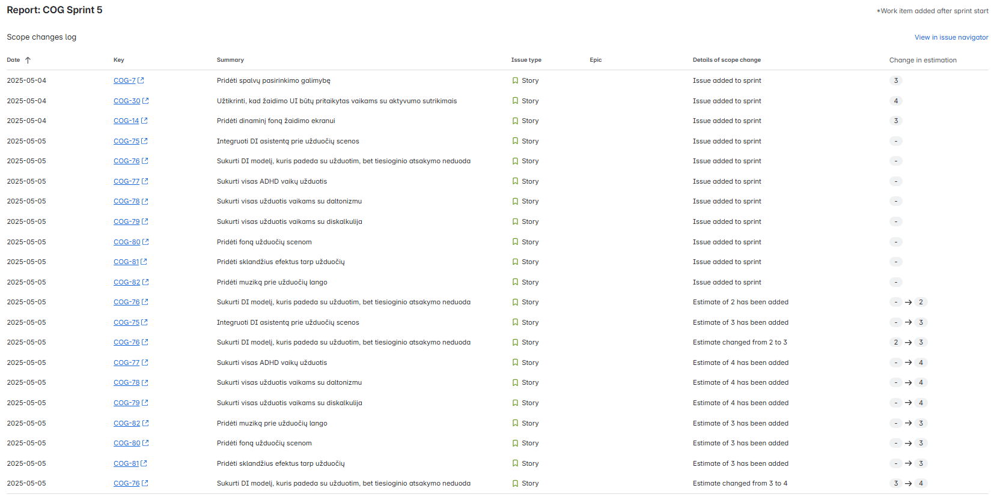 Report: COG Sprint 5
*Work item added after sprint start
Scope changes log
View in issue navigator
Date Key Summary Issue type Epic Details of scope change Change in estimation
2025-05-04 COG-7 Pridėti spalvų pasirinkimo galimybę Story Issue added to sprint 3
2025-05-04 COG-30 Užtikrinti, kad žaidimo UI būtų pritaikytas vaikams su aktyvumo sutrikimais Story Issue added to sprint 4
2025-05-04 COG-14 Pridėti dinaminį foną žaidimo ekranui Story Issue added to sprint 3
2025-05-05 COG-75 Integruoti DI asistentą prie užduočių scenos Story Issue added to sprint -
2025-05-05 COG-76 Sukurti DI modelį, kuris padeda su užduotim, bet tiesioginio atsakymo neduoda Story Issue added to sprint -
2025-05-05 COG-77 Sukurti visas ADHD vaikų užduotis Story Issue added to sprint -
2025-05-05 COG-78 Sukurti visas užduotis vaikams su daltonizmu Story Issue added to sprint -
2025-05-05 COG-79 Sukurti visas užduotis vaikams su diskalkulija Story Issue added to sprint -
2025-05-05 COG-80 Pridėti foną užduočių scenom Story Issue added to sprint -
2025-05-05 COG-81 Pridėti sklandžius efektus tarp užduočių Story Issue added to sprint -
2025-05-05 COG-82 Pridėti muziką prie užduočių lango Story Issue added to sprint -
2025-05-05 COG-76 Sukurti DI modelį, kuris padeda su užduotim, bet tiesioginio atsakymo neduoda Story Estimate of 2 has been added - → 2
2025-05-05 COG-75 Integruoti DI asistentą prie užduočių scenos Story Estimate of 3 has been added - → 3
2025-05-05 COG-76 Sukurti DI modelį, kuris padeda su užduotim, bet tiesioginio atsakymo neduoda Story Estimate changed from 2 to 3 2 → 3
2025-05-05 COG-77 Sukurti visas ADHD vaikų užduotis Story Estimate of 4 has been added - → 4
2025-05-05 COG-78 Sukurti visas užduotis vaikams su daltonizmu Story Estimate of 4 has been added - → 4
2025-05-05 COG-79 Sukurti visas užduotis vaikams su diskalkulija Story Estimate of 4 has been added - → 4
2025-05-05 COG-82 Pridėti muziką prie užduočių lango Story Estimate of 3 has been added - → 3
2025-05-05 COG-80 Pridėti foną užduočių scenom Story Estimate of 3 has been added - → 3
2025-05-05 COG-81 Pridėti sklandžius efektus tarp užduočių Story Estimate of 3 has been added - → 3
2025-05-05 COG-76 Sukurti DI modelį, kuris padeda su užduotim, bet tiesioginio atsakymo neduoda Story Estimate changed from 3 to 4 3 → 4